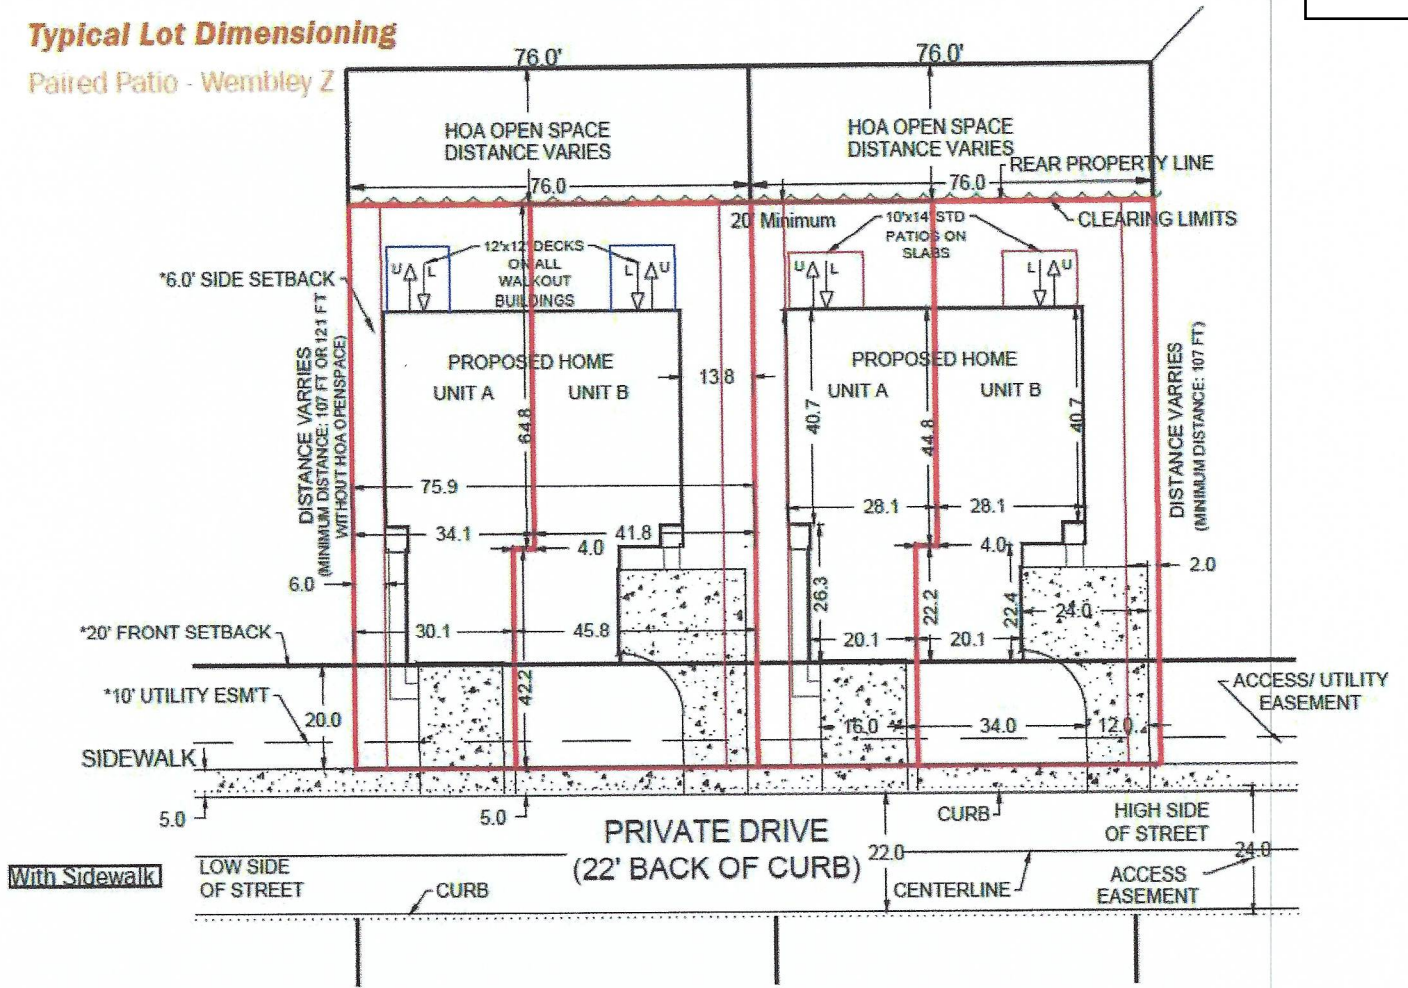 Typical Lot Dimensioning
Paired Patio - Wembley Z
76.0'
76.0'
HOA OPEN SPACE
DISTANCE VARIES
HOA OPEN SPACE
DISTANCE VARIES
REAR PROPERTY LINE
76.0
76.0
20' Minimum
CLEARING LIMITS
*6.0' SIDE SETBACK
12'x12' DECKS
ON ALL
WALKOUT
BUILDINGS
U
L
L
U
10'x14' STD
PATIOS ON
SLABS
U
L
L
U
DISTANCE VARRIES
(MINIMUM DISTANCE: 107 FT OR 121 FT
WITHOUT HOA OPENSPACE)
PROPOSED HOME
UNIT A
UNIT B
13.8
PROPOSED HOME
UNIT A
UNIT B
DISTANCE VARRIES
(MINIMUM DISTANCE: 107 FT)
64.8
40.7
44.8
40.7
75.9
28.1
28.1
34.1
41.8
4.0
4.0
6.0
2.0
26.3
22.2
22.4
24.0
*20' FRONT SETBACK
30.1
45.8
20.1
20.1
*10' UTILITY ESM'T
20.0
42.2
16.0
34.0
12.0
ACCESS/ UTILITY
EASEMENT
SIDEWALK
5.0
5.0
PRIVATE DRIVE
(22' BACK OF CURB)
CURB
HIGH SIDE
OF STREET
22.0
24.0
With Sidewalk
LOW SIDE
OF STREET
CURB
CENTERLINE
ACCESS
EASEMENT